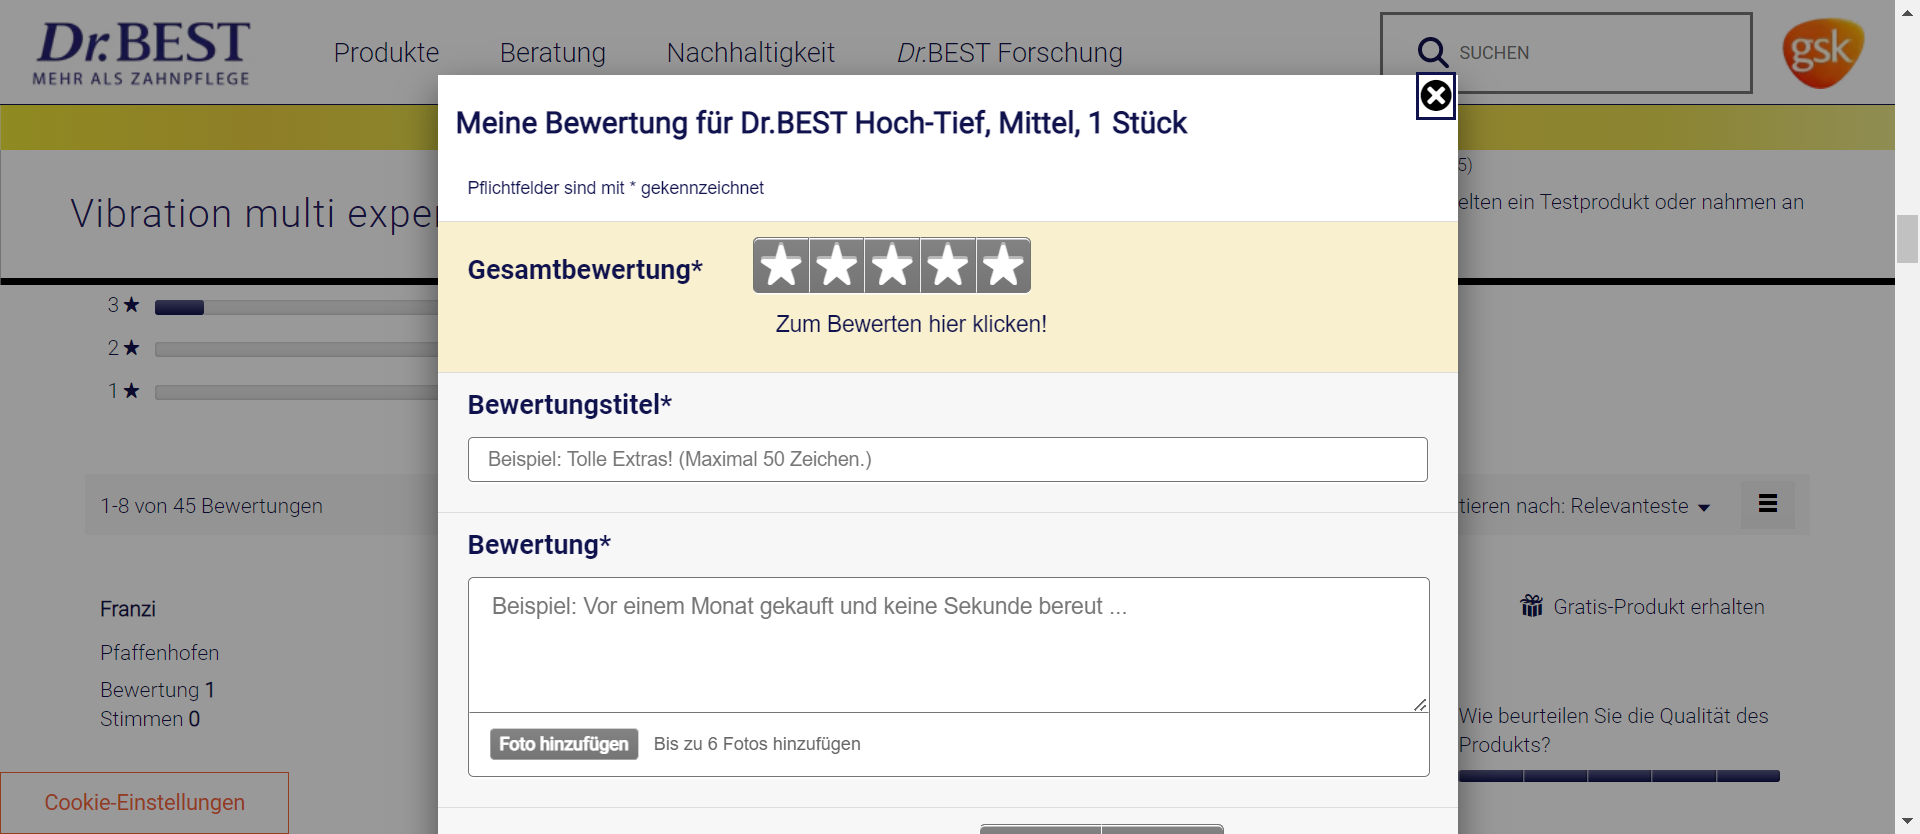 Dr.BEST
MEHR ALS ZAHNPFLEGE
Produkte
Beratung
Nachhaltigkeit
Dr.BEST Forschung
SUCHEN
gsk
Meine Bewertung für Dr.BEST Hoch-Tief, Mittel, 1 Stück
Pflichtfelder sind mit * gekennzeichnet
5)
Vibration multi exper
elten ein Testprodukt oder nahmen an
Gesamtbewertung*
Zum Bewerten hier klicken!
3 ★
2 ★
1 ★
Bewertungstitel*
Beispiel: Tolle Extras! (Maximal 50 Zeichen.)
1-8 von 45 Bewertungen
tieren nach: Relevanteste
Bewertung*
Beispiel: Vor einem Monat gekauft und keine Sekunde bereut ...
Foto hinzufügen
Bis zu 6 Fotos hinzufügen
Franzi
Pfaffenhofen
Bewertung 1
Stimmen 0
Gratis-Produkt erhalten
Wie beurteilen Sie die Qualität des
Produkts?
Cookie-Einstellungen